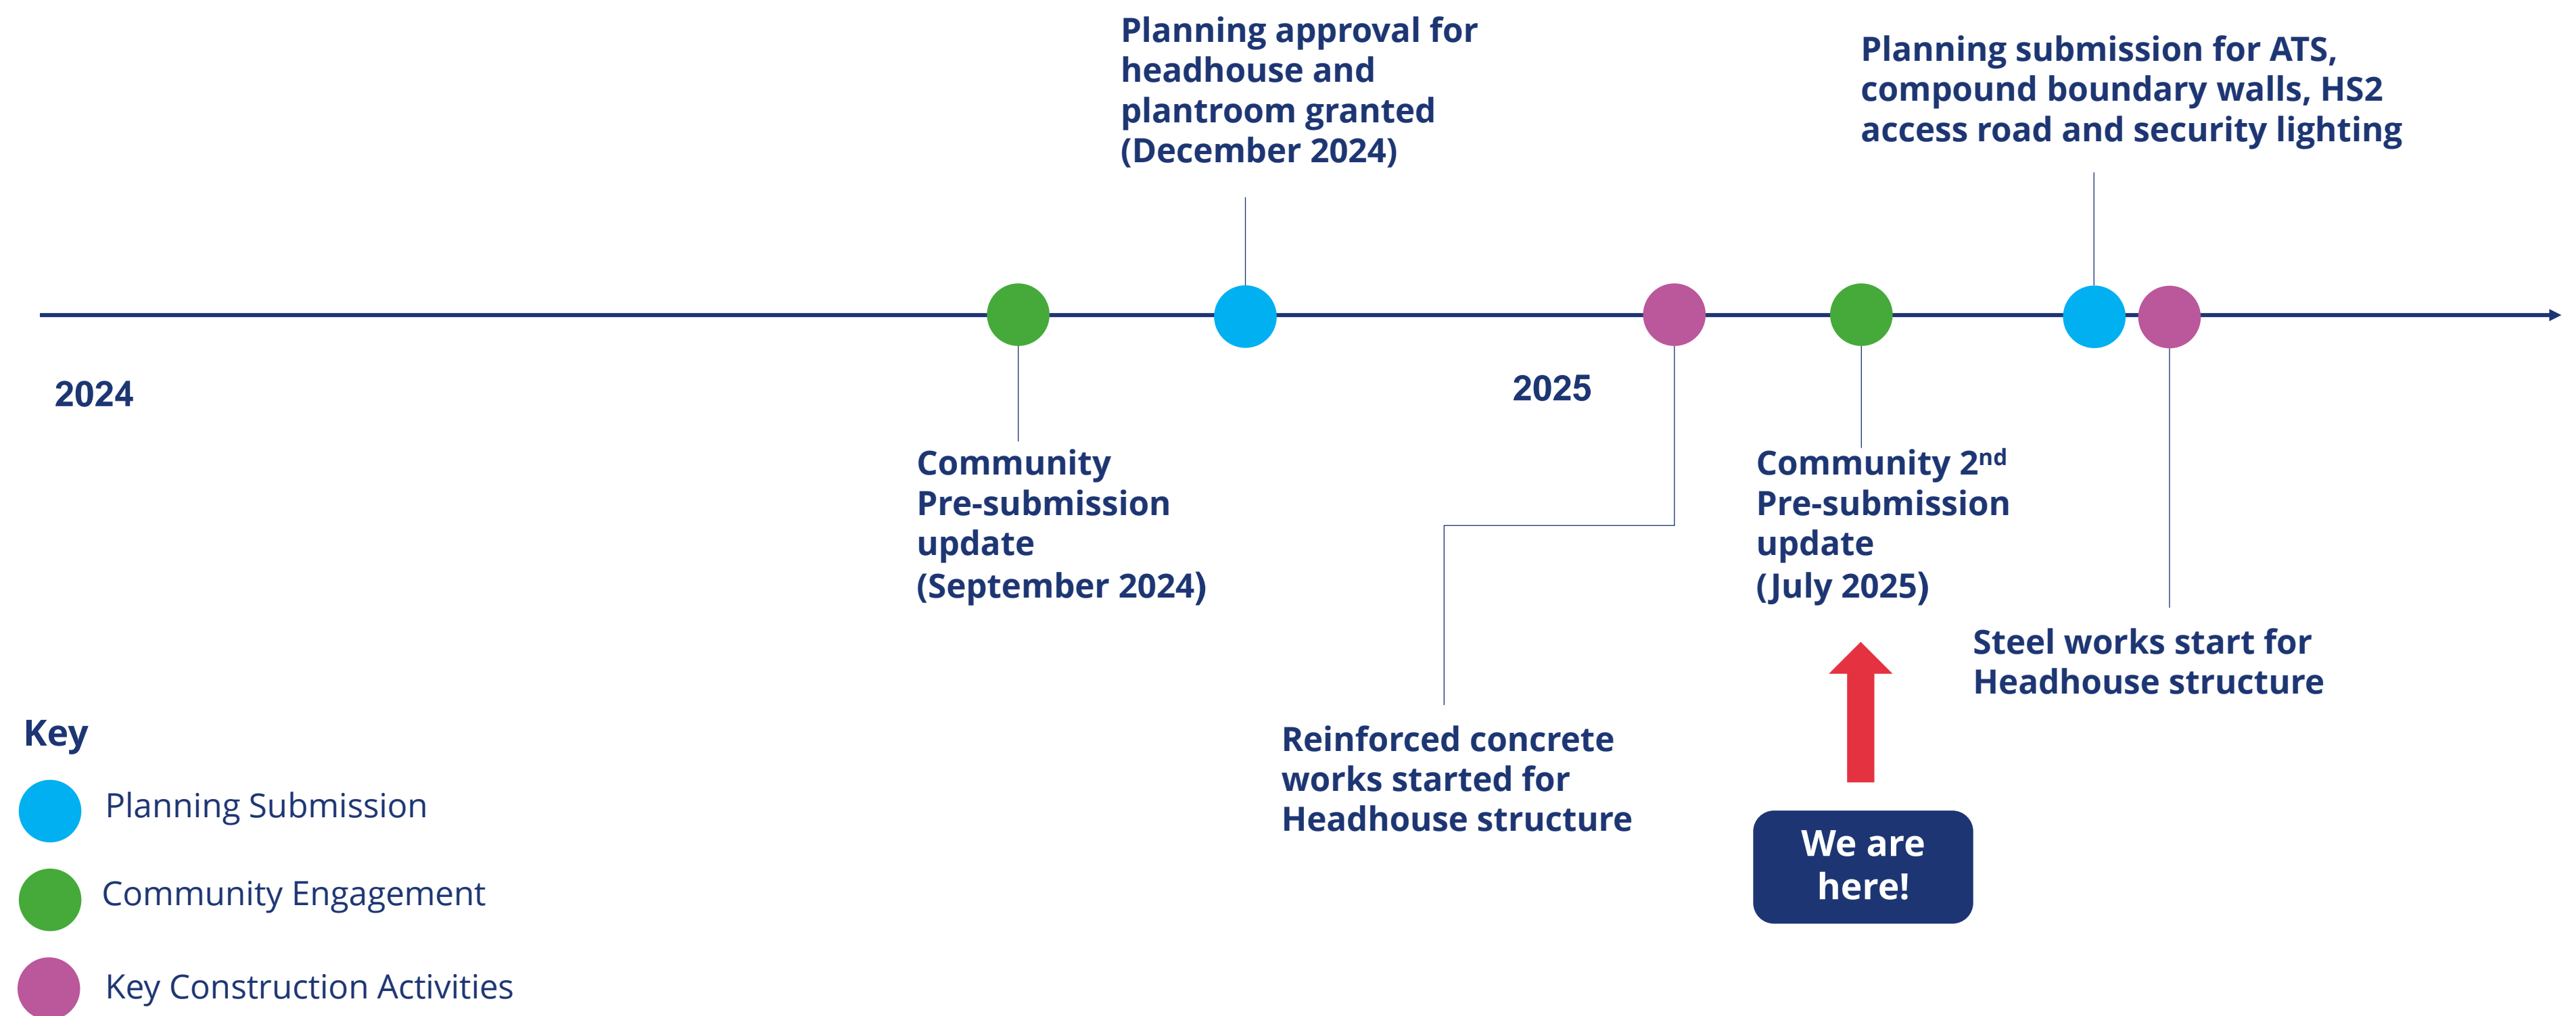 Planning approval for
headhouse and
plantroom granted
(December 2024)
Planning submission for ATS,
compound boundary walls, HS2
access road and security lighting
2024
2025
Community
Pre-submission
update
(September 2024)
Community 2nd
Pre-submission
update
(July 2025)
Steel works start for
Headhouse structure
Reinforced concrete
works started for
Headhouse structure
We are
here!
Key
Planning Submission
Community Engagement
Key Construction Activities